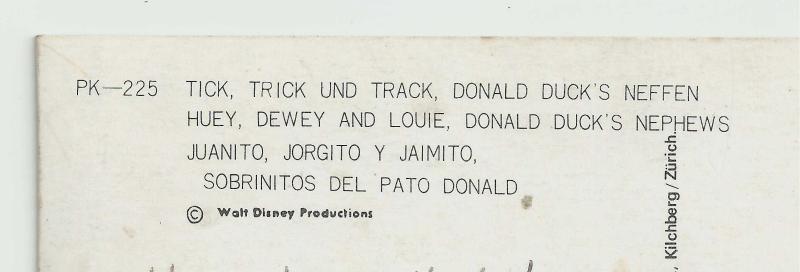 PK—225 TICK, TRICK UND TRACK, DONALD DUCK'S NEFFEN
HUEY, DEWEY AND LOUIE, DONALD DUCK'S NEPHEWS
JUANITO, JORGITO Y JAIMITO,
SOBRINITOS DEL PATO DONALD
© Walt Disney Productions
, Kilchberg/Zürich.